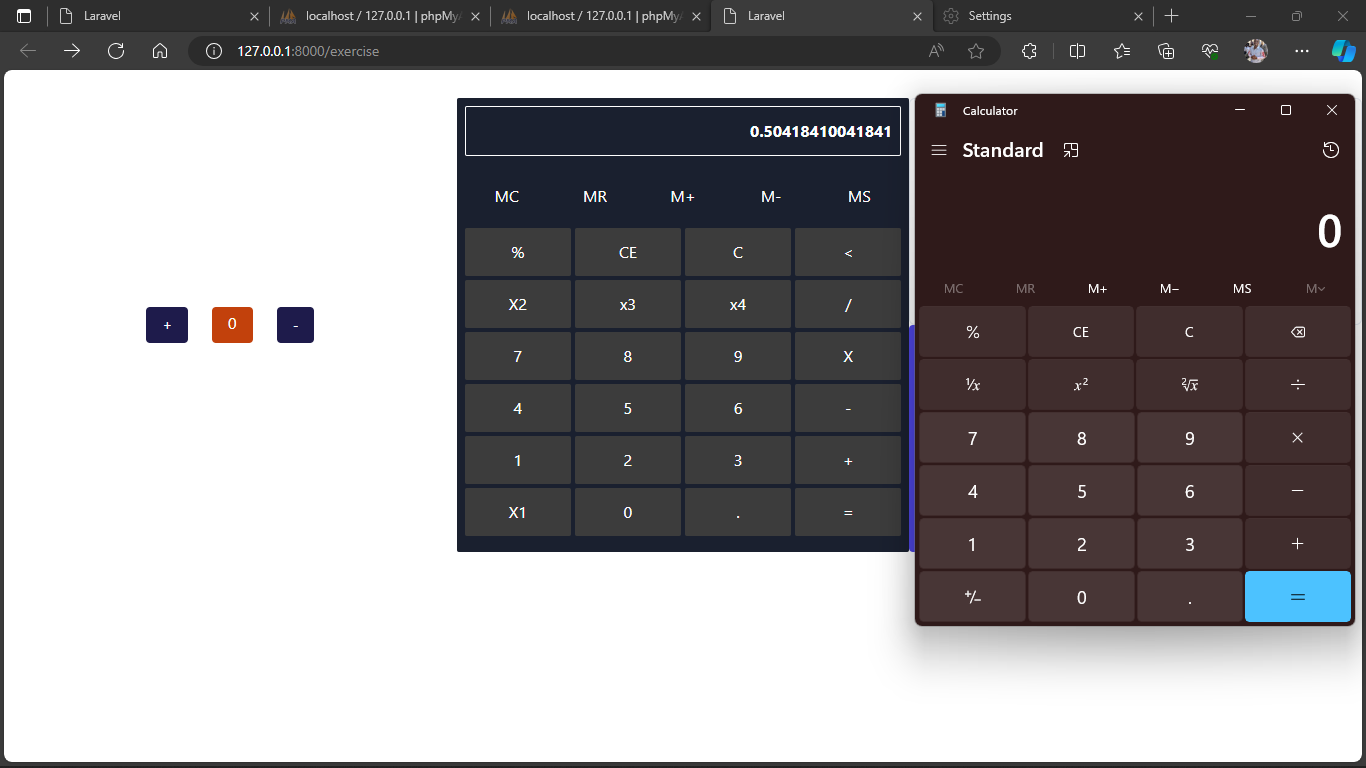 Laravel
localhost / 127.0.0.1 | phpMy
localhost / 127.0.0.1 | phpMy
Laravel
Settings
127.0.0.1:8000/exercise
+ 0 -
0.50418410041841
MC MR M+ M- MS
% CE C <
X2 x3 x4 /
7 8 9 X
4 5 6 -
1 2 3 +
X1 0 . =
Calculator
Standard
0
MC MR M+ M− MS M˅
% CE C
¹⁄x x² ²√x ÷
7 8 9 ×
4 5 6 −
1 2 3 +
+/− 0 . =